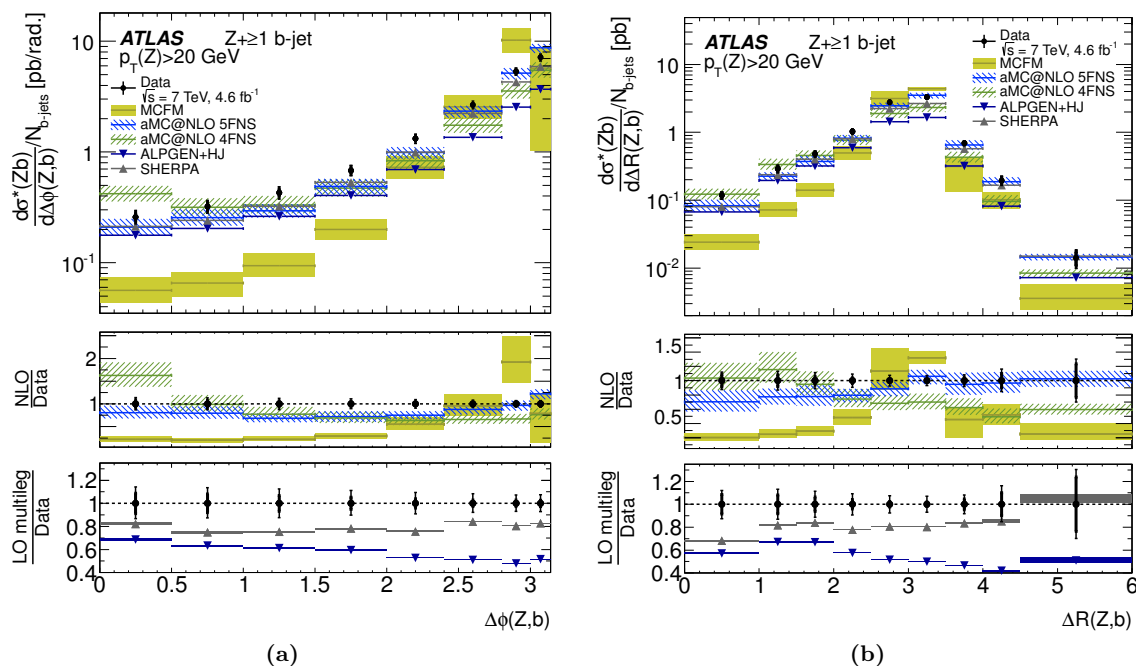 ATLAS Z+≥1 b-jet
p_T(Z)>20 GeV
Data
√s = 7 TeV, 4.6 fb⁻¹
MCFM
aMC@NLO 5FNS
aMC@NLO 4FNS
ALPGEN+HJ
SHERPA
dσ*(Zb)/dΔϕ(Z,b) /N_b-jets [pb/rad.]
10
1
10⁻¹
NLO
Data
2
1
LO multileg
Data
1.2
1
0.8
0.6
0.4
0 0.5 1 1.5 2 2.5 3
Δϕ(Z,b)
(a)
ATLAS Z+≥1 b-jet
p_T(Z)>20 GeV
Data
√s = 7 TeV, 4.6 fb⁻¹
MCFM
aMC@NLO 5FNS
aMC@NLO 4FNS
ALPGEN+HJ
SHERPA
dσ*(Zb)/dΔR(Z,b) /N_b-jets [pb]
10
1
10⁻¹
10⁻²
NLO
Data
1.5
1
0.5
LO multileg
Data
1.2
1
0.8
0.6
0.4
0 1 2 3 4 5 6
ΔR(Z,b)
(b)